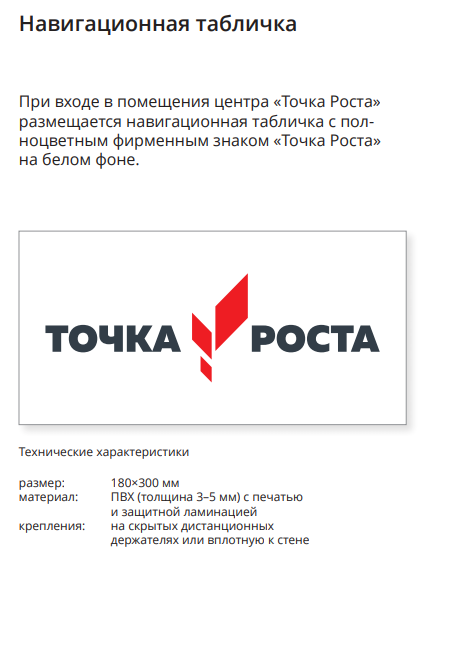 Навигационная табличка
При входе в помещения центра «Точка Роста»
размещается навигационная табличка с пол-
ноцветным фирменным знаком «Точка Роста»
на белом фоне.
ТОЧКА РОСТА
Технические характеристики
размер: 180×300 мм
материал: ПВХ (толщина 3–5 мм) с печатью
и защитной ламинацией
крепления: на скрытых дистанционных
держателях или вплотную к стене